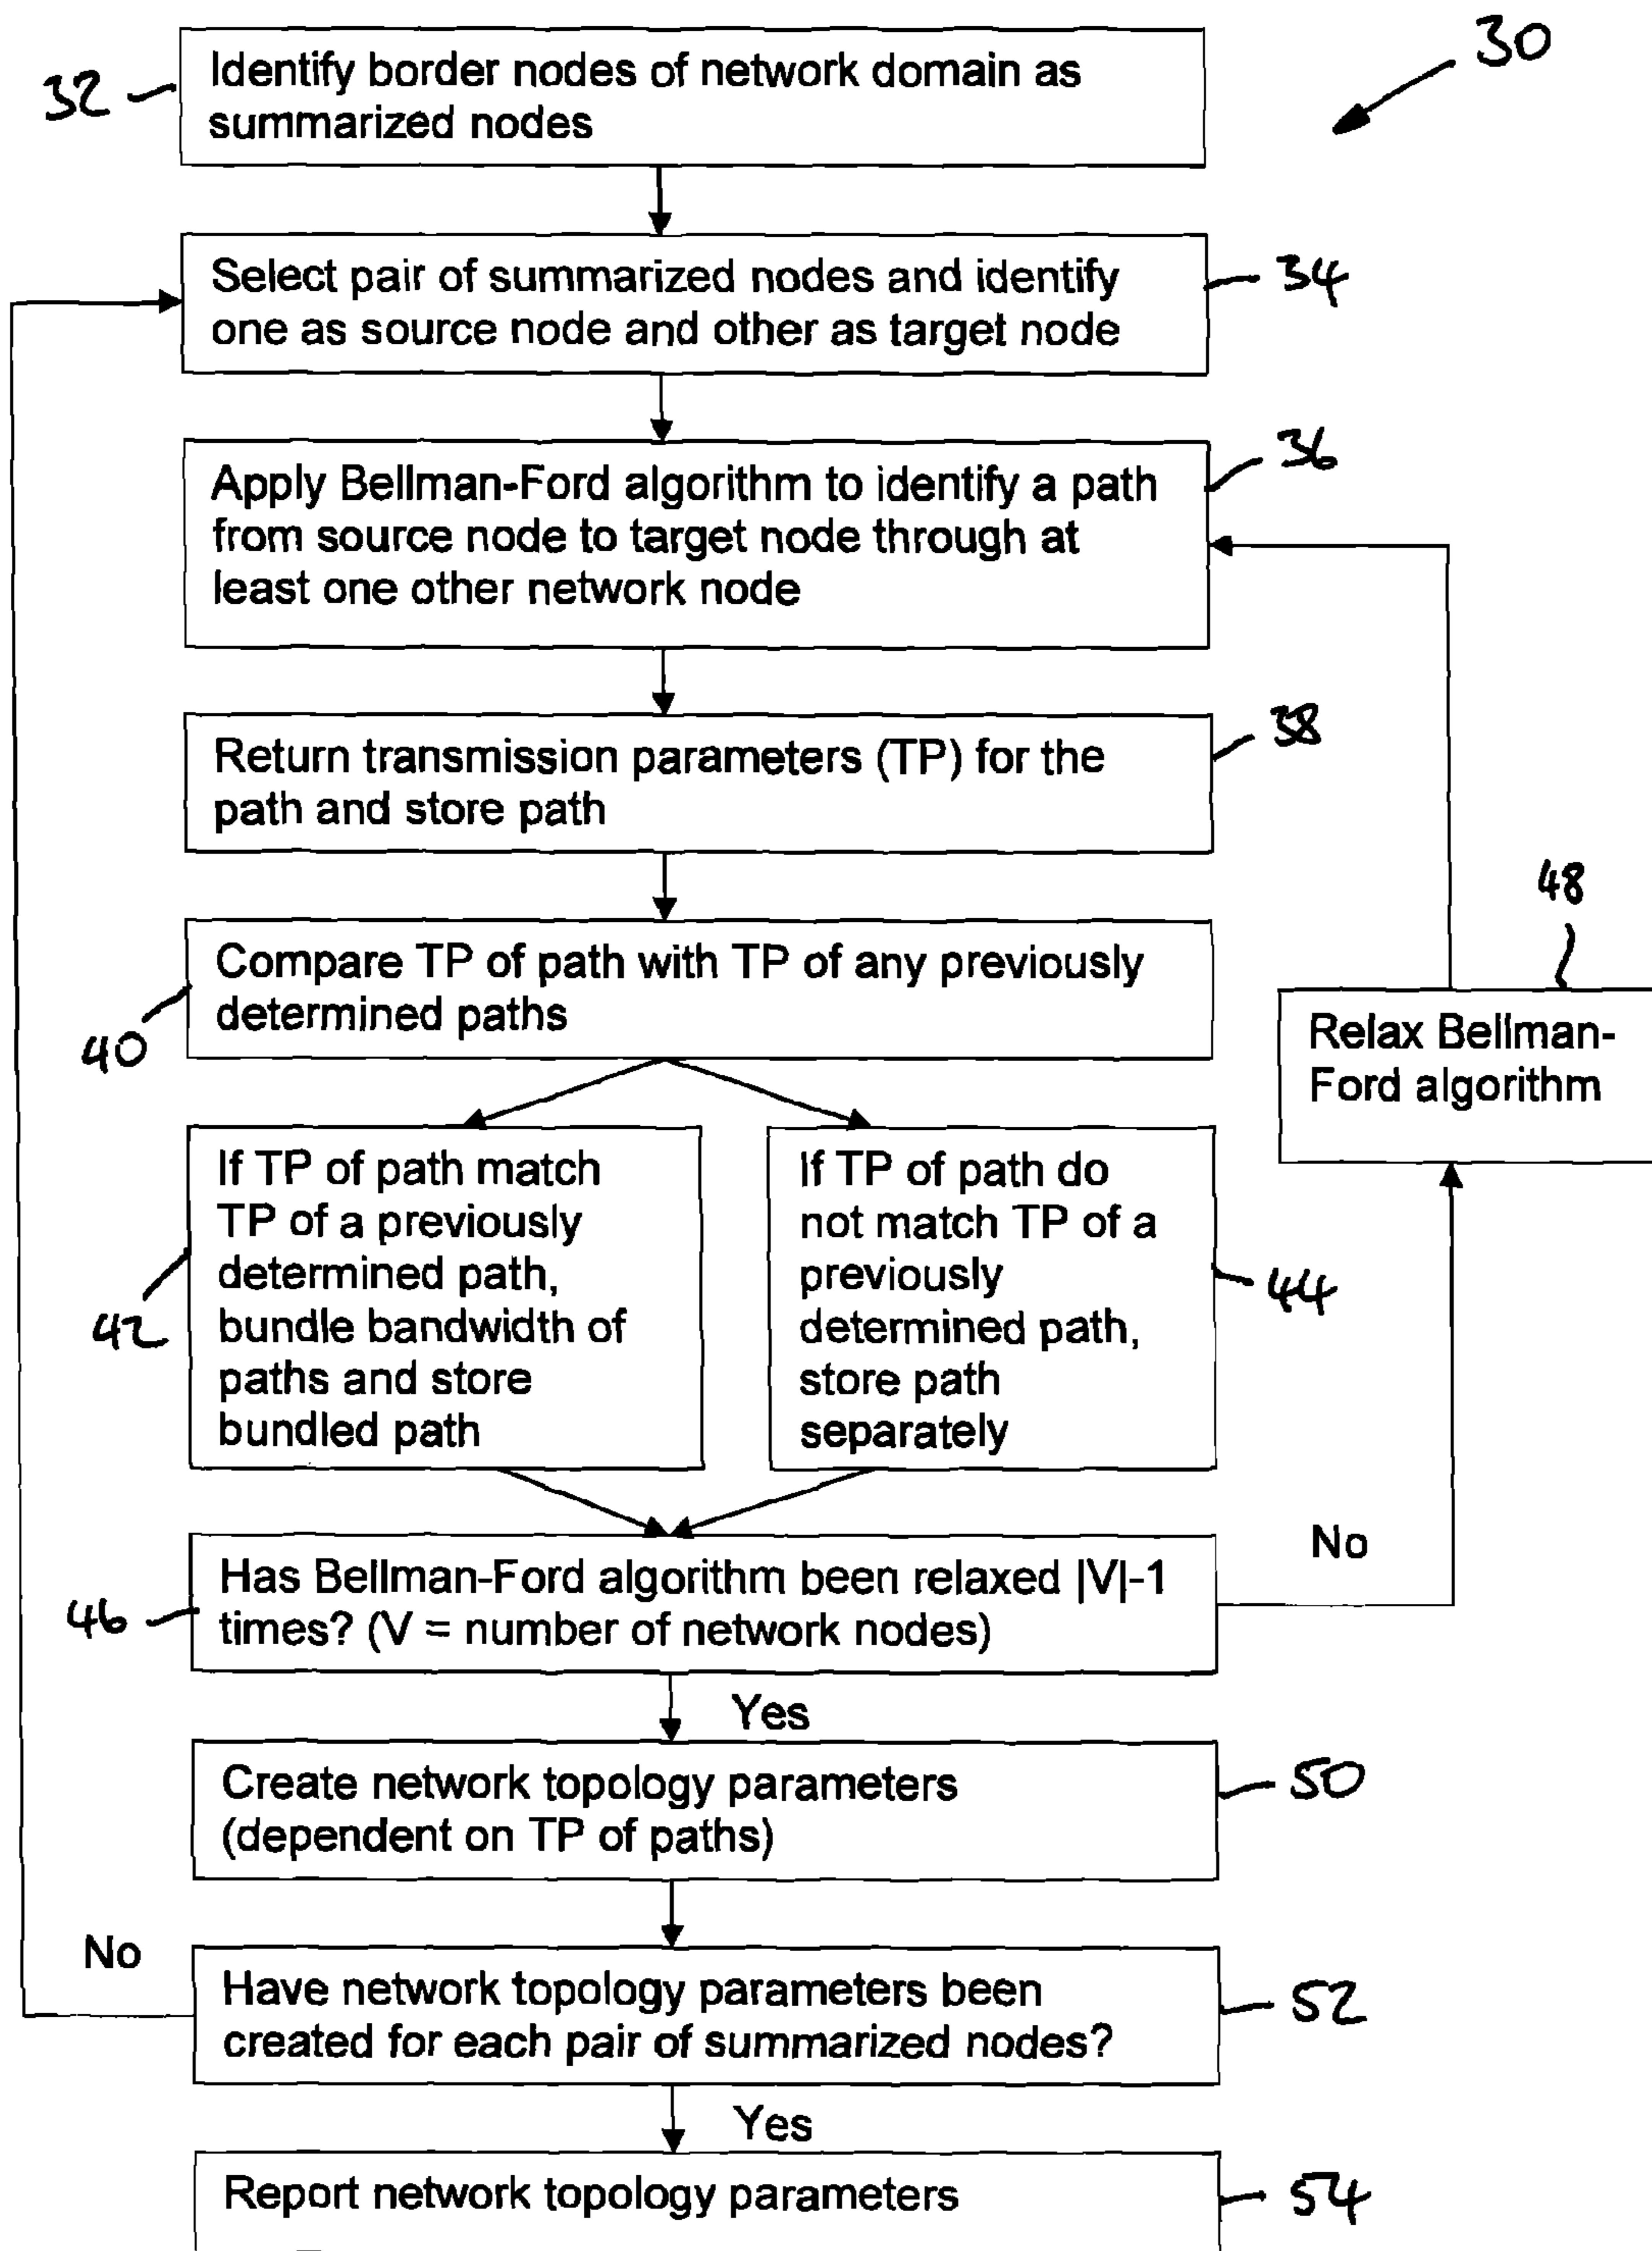 30
32
Identify border nodes of network domain as
summarized nodes
Select pair of summarized nodes and identify
one as source node and other as target node
34
Apply Bellman-Ford algorithm to identify a path
from source node to target node through at
least one other network node
36
Return transmission parameters (TP) for the
path and store path
38
Compare TP of path with TP of any previously
determined paths
40
48
Relax Bellman-
Ford algorithm
If TP of path match
TP of a previously
determined path,
bundle bandwidth of
paths and store
bundled path
42
If TP of path do
not match TP of a
previously
determined path,
store path
separately
44
No
46
Has Bellman-Ford algorithm been relaxed |V|-1
times? (V = number of network nodes)
Yes
Create network topology parameters
(dependent on TP of paths)
50
No
Have network topology parameters been
created for each pair of summarized nodes?
52
Yes
Report network topology parameters
54